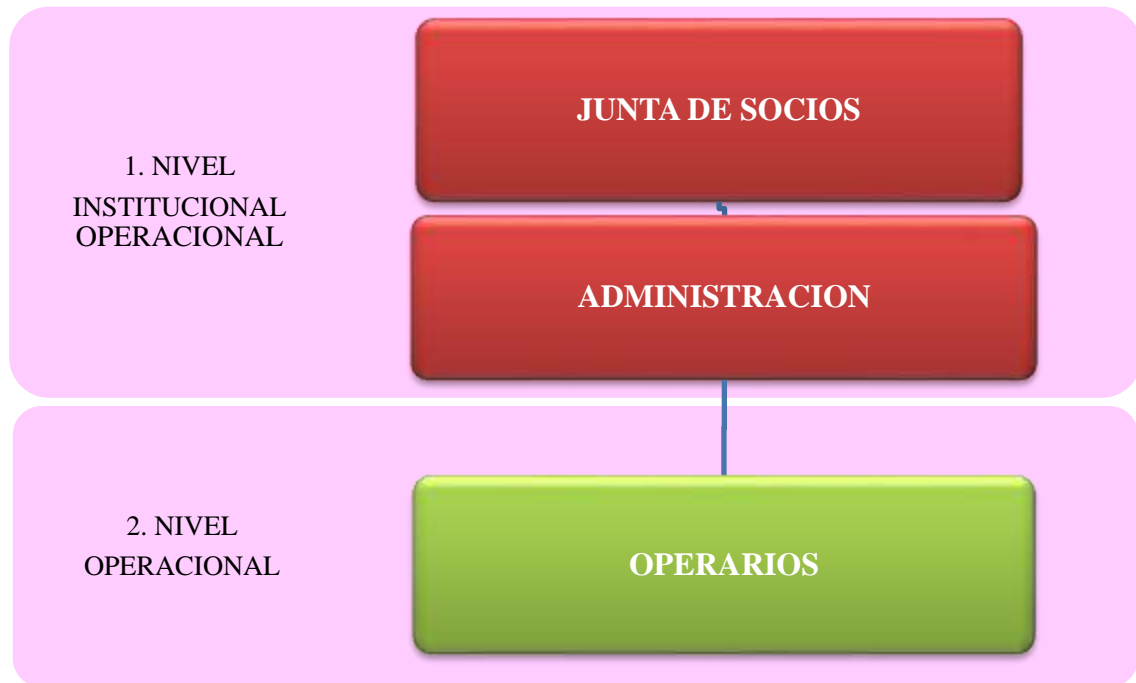 JUNTA DE SOCIOS
1. NIVEL
INSTITUCIONAL
OPERACIONAL
ADMINISTRACION
2. NIVEL
OPERACIONAL
OPERARIOS